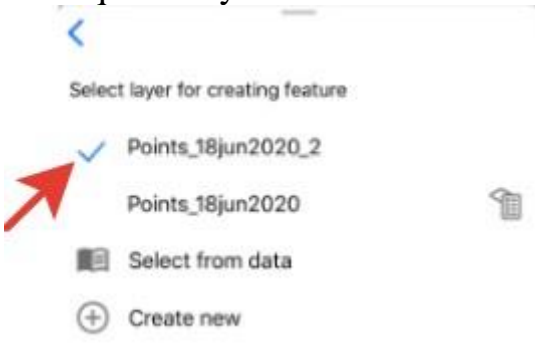 Select layer for creating feature
Points_18jun2020_2
Points_18jun2020
Select from data
Create new